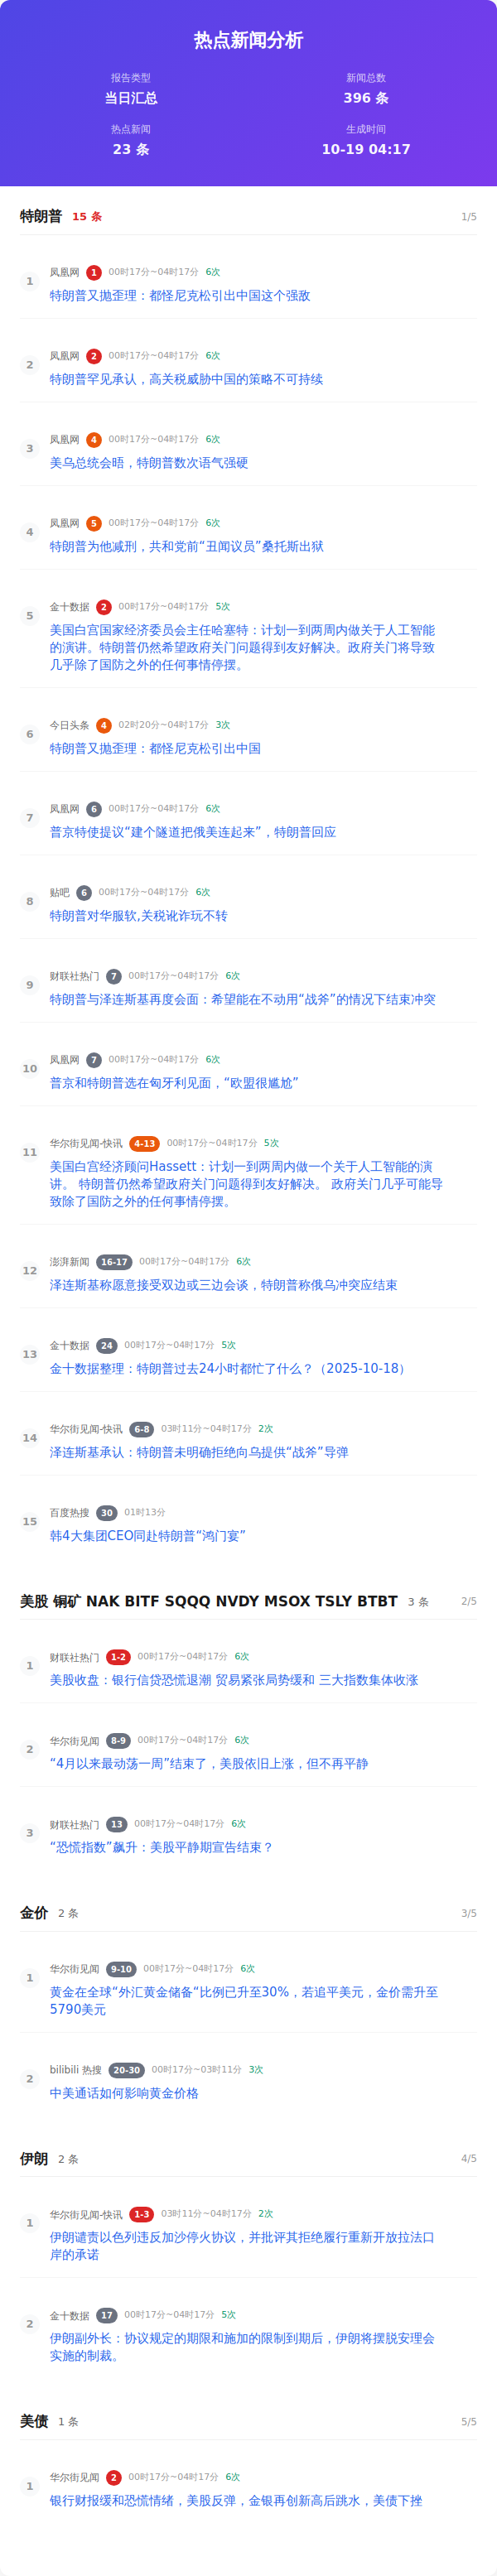 热点新闻分析
报告类型
当日汇总
新闻总数
396 条
热点新闻
23 条
生成时间
10-19 04:17
特朗普 15 条 1/5
1
凤凰网 1 00时17分~04时17分 6次
特朗普又抛歪理：都怪尼克松引出中国这个强敌
2
凤凰网 2 00时17分~04时17分 6次
特朗普罕见承认，高关税威胁中国的策略不可持续
3
凤凰网 4 00时17分~04时17分 6次
美乌总统会晤，特朗普数次语气强硬
4
凤凰网 5 00时17分~04时17分 6次
特朗普为他减刑，共和党前“丑闻议员”桑托斯出狱
5
金十数据 2 00时17分~04时17分 5次
美国白宫国家经济委员会主任哈塞特：计划一到两周内做关于人工智能
的演讲。特朗普仍然希望政府关门问题得到友好解决。政府关门将导致
几乎除了国防之外的任何事情停摆。
6
今日头条 4 02时20分~04时17分 3次
特朗普又抛歪理：都怪尼克松引出中国
7
凤凰网 6 00时17分~04时17分 6次
普京特使提议“建个隧道把俄美连起来”，特朗普回应
8
贴吧 6 00时17分~04时17分 6次
特朗普对华服软,关税讹诈玩不转
9
财联社热门 7 00时17分~04时17分 6次
特朗普与泽连斯基再度会面：希望能在不动用“战斧”的情况下结束冲突
10
凤凰网 7 00时17分~04时17分 6次
普京和特朗普选在匈牙利见面，“欧盟很尴尬”
11
华尔街见闻-快讯 4-13 00时17分~04时17分 5次
美国白宫经济顾问Hassett：计划一到两周内做一个关于人工智能的演
讲。 特朗普仍然希望政府关门问题得到友好解决。 政府关门几乎可能导
致除了国防之外的任何事情停摆。
12
澎湃新闻 16-17 00时17分~04时17分 6次
泽连斯基称愿意接受双边或三边会谈，特朗普称俄乌冲突应结束
13
金十数据 24 00时17分~04时17分 5次
金十数据整理：特朗普过去24小时都忙了什么？（2025-10-18）
14
华尔街见闻-快讯 6-8 03时11分~04时17分 2次
泽连斯基承认：特朗普未明确拒绝向乌提供“战斧”导弹
15
百度热搜 30 01时13分
韩4大集团CEO同赴特朗普“鸿门宴”
美股 铜矿 NAK BITF SQQQ NVDY MSOX TSLY BTBT 3 条 2/5
1
财联社热门 1-2 00时17分~04时17分 6次
美股收盘：银行信贷恐慌退潮 贸易紧张局势缓和 三大指数集体收涨
2
华尔街见闻 8-9 00时17分~04时17分 6次
“4月以来最动荡一周”结束了，美股依旧上涨，但不再平静
3
财联社热门 13 00时17分~04时17分 6次
“恐慌指数”飙升：美股平静期宣告结束？
金价 2 条 3/5
1
华尔街见闻 9-10 00时17分~04时17分 6次
黄金在全球“外汇黄金储备“比例已升至30%，若追平美元，金价需升至
5790美元
2
bilibili 热搜 20-30 00时17分~03时11分 3次
中美通话如何影响黄金价格
伊朗 2 条 4/5
1
华尔街见闻-快讯 1-3 03时11分~04时17分 2次
伊朗谴责以色列违反加沙停火协议，并批评其拒绝履行重新开放拉法口
岸的承诺
2
金十数据 17 00时17分~04时17分 5次
伊朗副外长：协议规定的期限和施加的限制到期后，伊朗将摆脱安理会
实施的制裁。
美债 1 条 5/5
1
华尔街见闻 2 00时17分~04时17分 6次
银行财报缓和恐慌情绪，美股反弹，金银再创新高后跳水，美债下挫